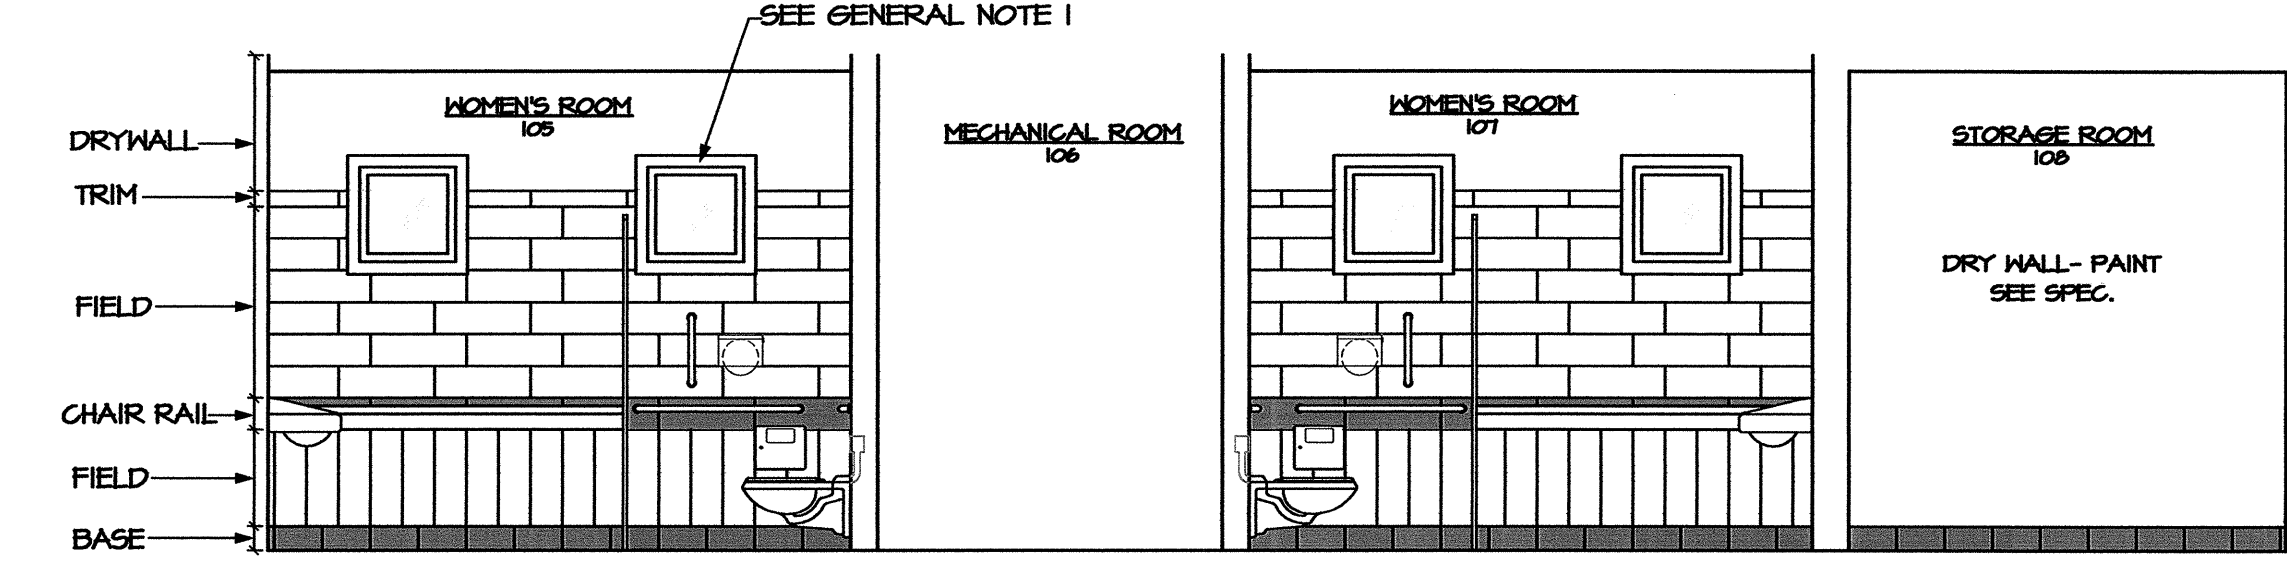 SEE GENERAL NOTE 1
WOMEN'S ROOM
105
MECHANICAL ROOM
106
WOMEN'S ROOM
107
STORAGE ROOM
108
DRYWALL
TRIM
FIELD
CHAIR RAIL
FIELD
BASE
DRY WALL- PAINT
SEE SPEC.